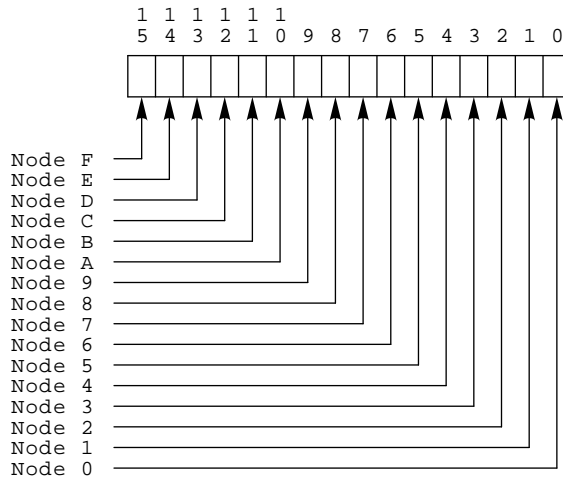 1 1 1 1 1 1
5 4 3 2 1 0 9 8 7 6 5 4 3 2 1 0
Node F
Node E
Node D
Node C
Node B
Node A
Node 9
Node 8
Node 7
Node 6
Node 5
Node 4
Node 3
Node 2
Node 1
Node 0